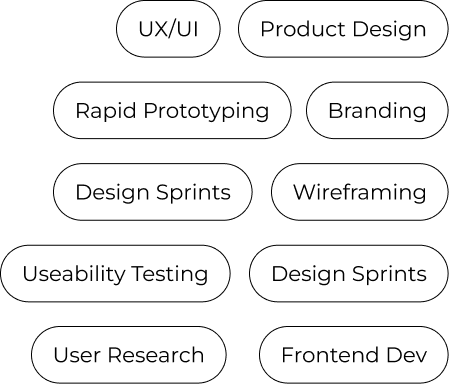 UX/UI Product Design
Rapid Prototyping Branding
Design Sprints Wireframing
Useability Testing Design Sprints
User Research Frontend Dev